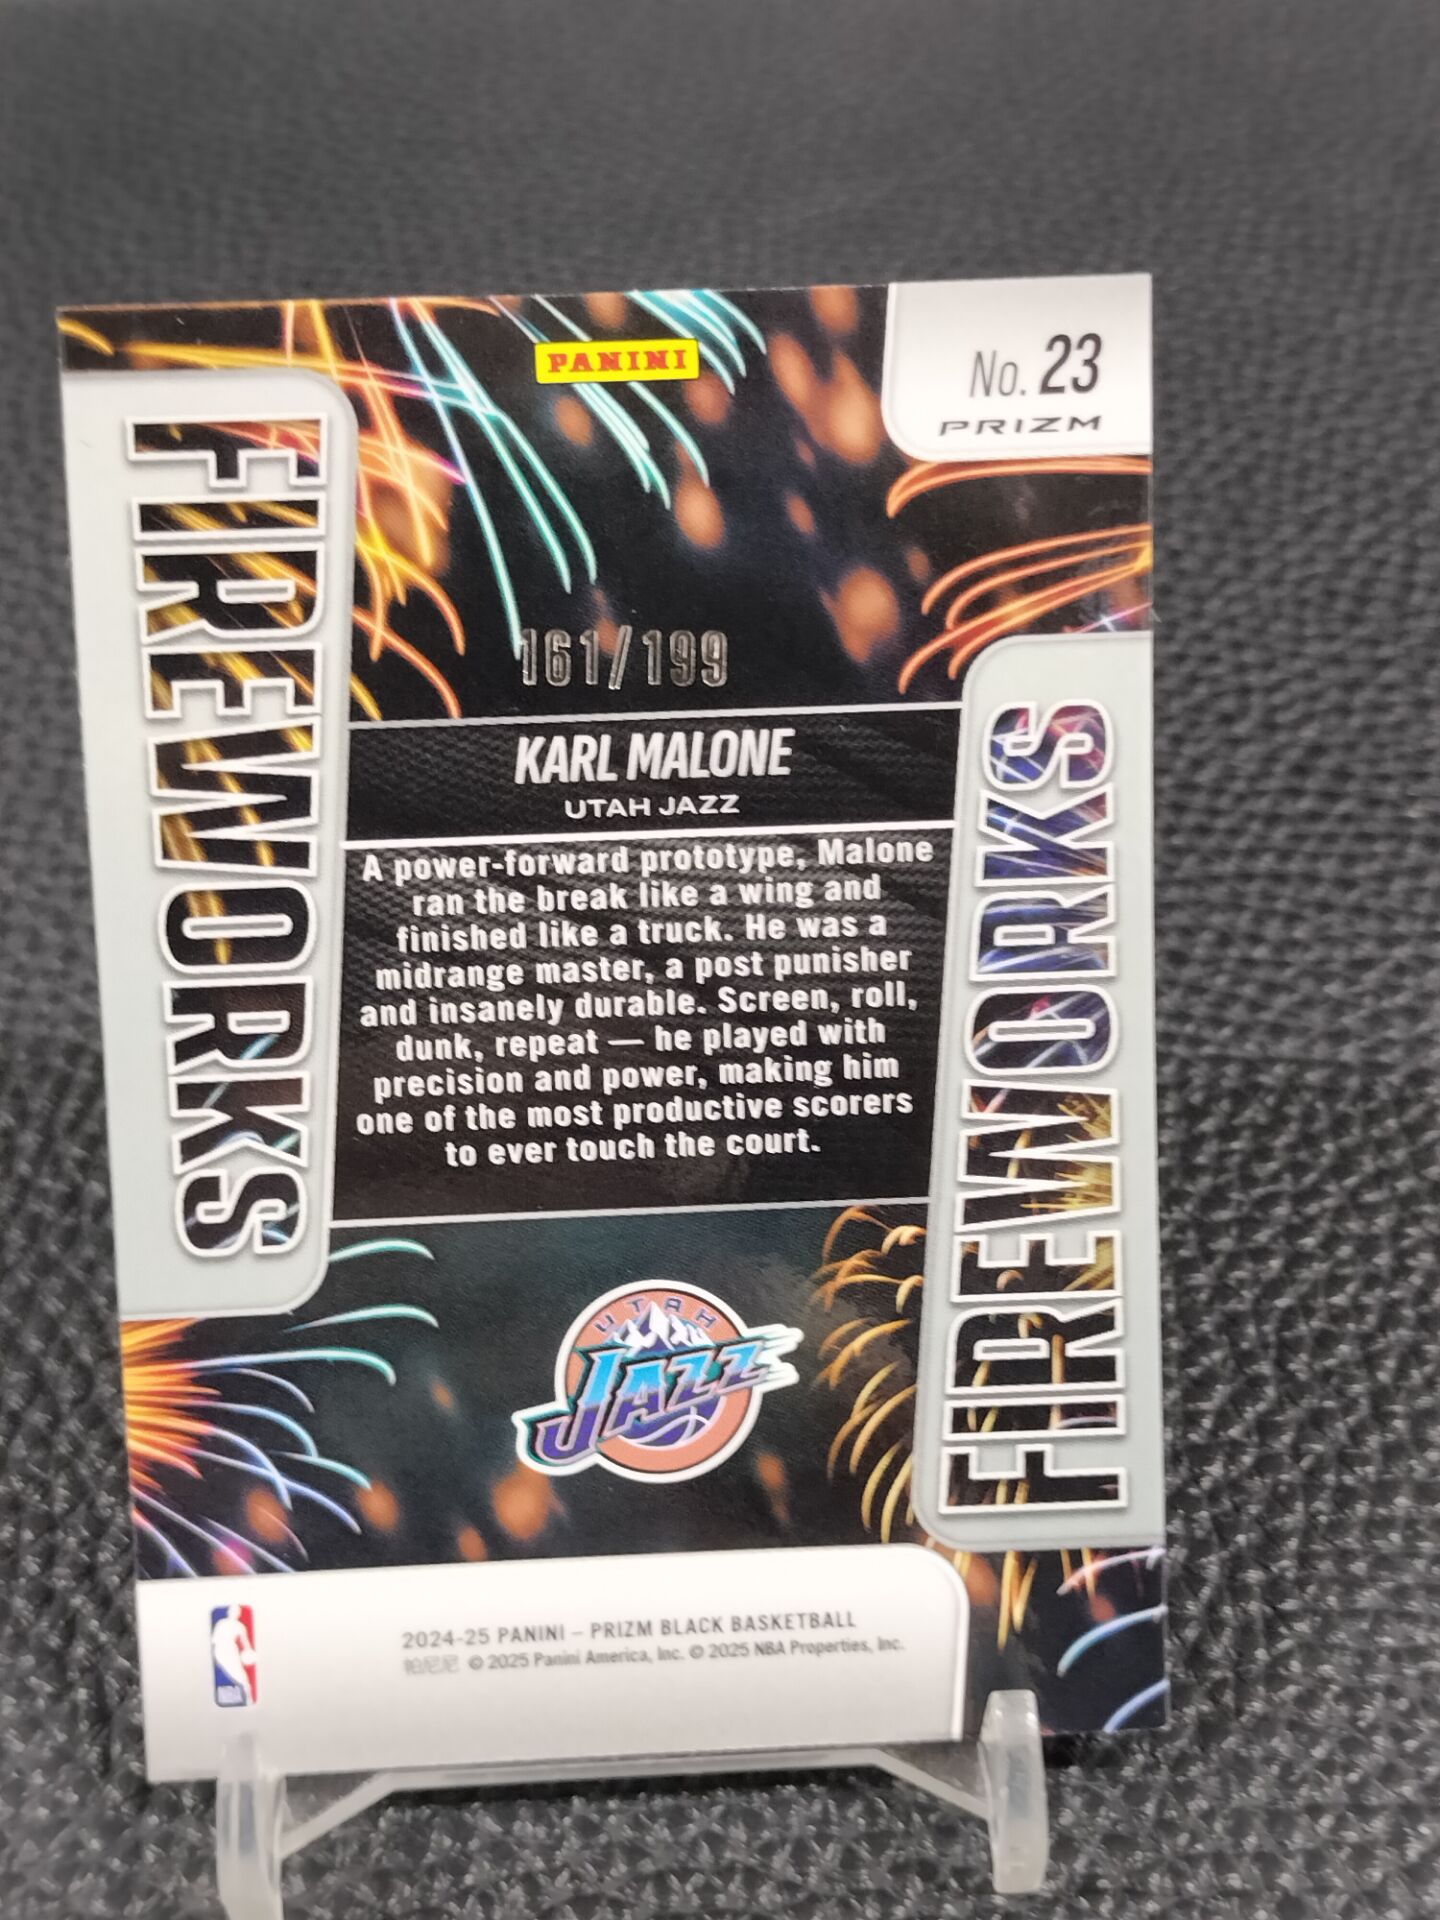 PANINI
No. 23
PRIZM
FIREWORKS
161/199
KARL MALONE
UTAH JAZZ
A power-forward prototype, Malone
ran the break like a wing and
finished like a truck. He was a
midrange master, a post punisher
and insanely durable. Screen, roll,
dunk, repeat — he played with
precision and power, making him
one of the most productive scorers
to ever touch the court.
FIREWORKS
UTAH
JAZZ
NBA
2024-25 PANINI – PRIZM BLACK BASKETBALL
帕尼尼 © 2025 Panini America, Inc. © 2025 NBA Properties, Inc.